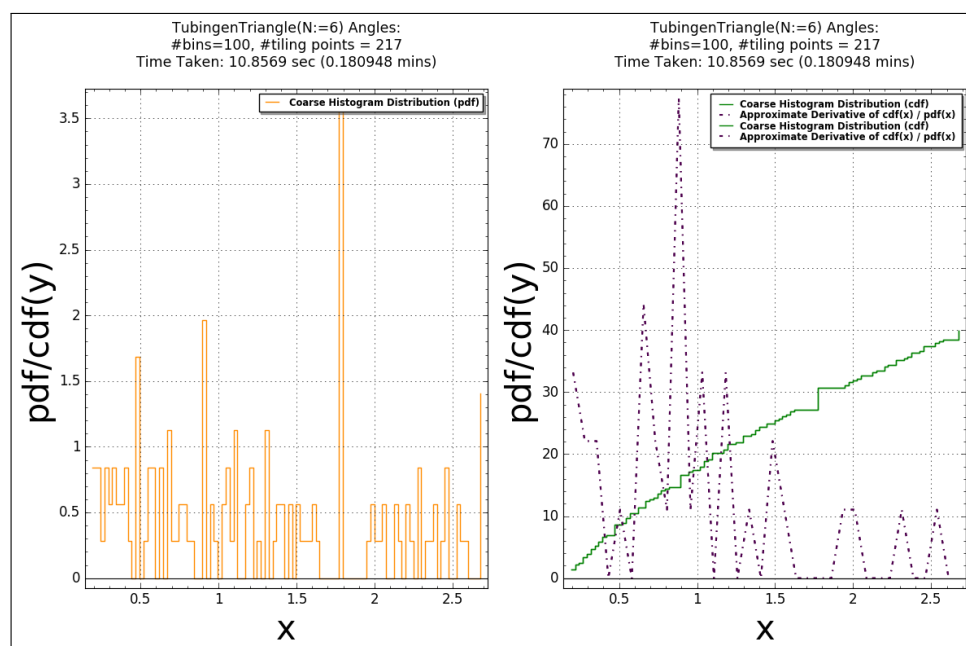 TubingenTriangle(N:=6) Angles:
#bins=100, #tiling points = 217
Time Taken: 10.8569 sec (0.180948 mins)
Coarse Histogram Distribution (pdf)
3.5
3
2.5
2
1.5
1
0.5
0
pdf/cdf(y)
0.5
1
1.5
2
2.5
x
TubingenTriangle(N:=6) Angles:
#bins=100, #tiling points = 217
Time Taken: 10.8569 sec (0.180948 mins)
Coarse Histogram Distribution (cdf)
Approximate Derivative of cdf(x) / pdf(x)
Coarse Histogram Distribution (cdf)
Approximate Derivative of cdf(x) / pdf(x)
70
60
50
40
30
20
10
0
pdf/cdf(y)
0.5
1
1.5
2
2.5
x